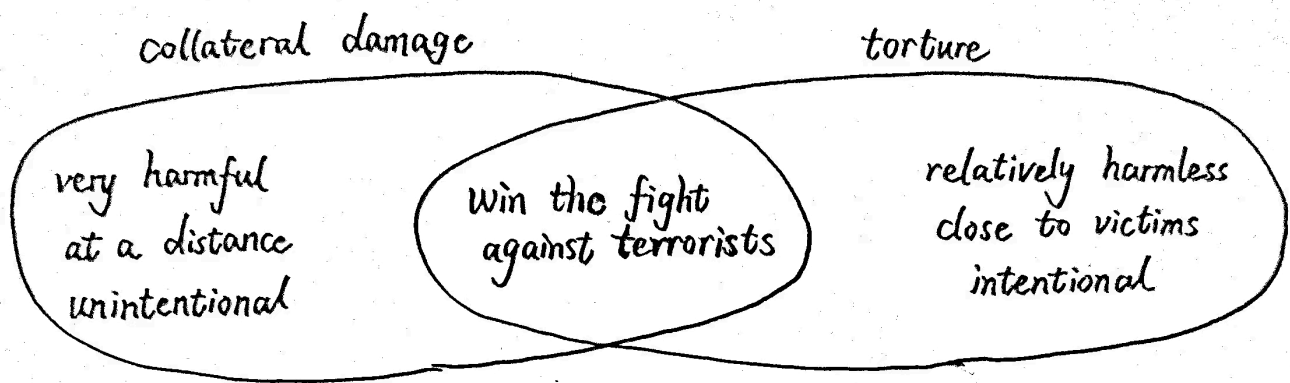 collateral damage
torture
very harmful
at a distance
unintentional
win the fight
against terrorists
relatively harmless
close to victims
intentional